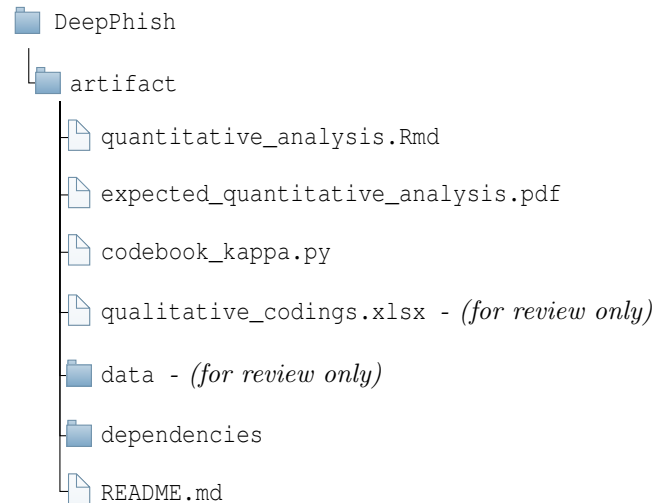 DeepPhish
artifact
quantitative_analysis.Rmd
expected_quantitative_analysis.pdf
codebook_kappa.py
qualitative_codings.xlsx - (for review only)
data - (for review only)
dependencies
README.md